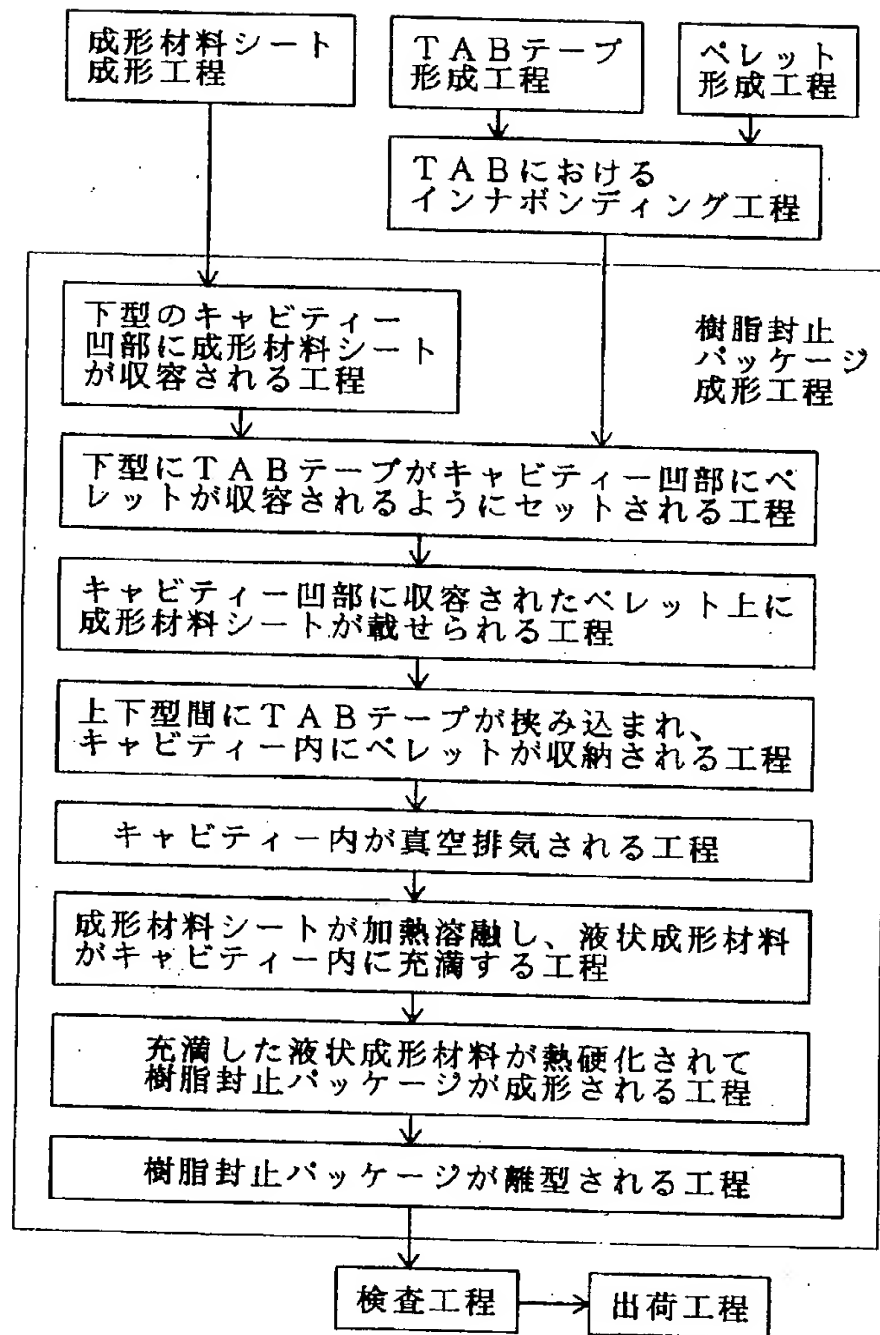 成形材料シート
成形工程
ＴＡＢテープ
形成工程
ペレット
形成工程
ＴＡＢにおける
インナボンディング工程
樹脂封止
パッケージ
成形工程
下型のキャビティー
凹部に成形材料シート
が収容される工程
下型にＴＡＢテープがキャビティー凹部にペ
レットが収容されるようにセットされる工程
キャビティー凹部に収容されたペレット上に
成形材料シートが載せられる工程
上下型間にＴＡＢテープが挟み込まれ、
キャビティー内にペレットが収納される工程
キャビティー内が真空排気される工程
成形材料シートが加熱溶融し、液状成形材料
がキャビティー内に充満する工程
充満した液状成形材料が熱硬化されて
樹脂封止パッケージが成形される工程
樹脂封止パッケージが離型される工程
検査工程
出荷工程